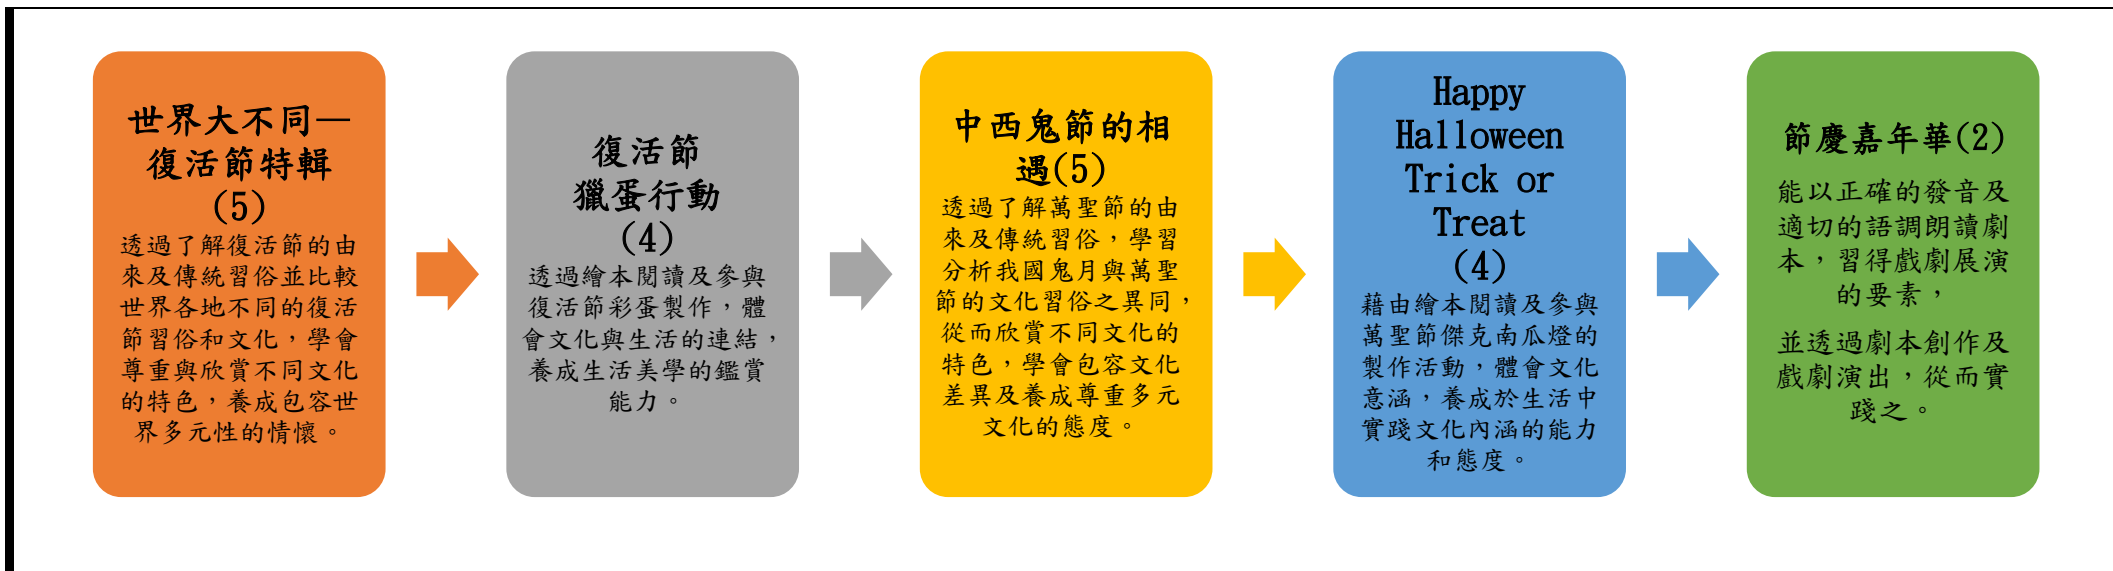 世界大不同—
復活節特輯
(5)
透過了解復活節的由
來及傳統習俗並比較
世界各地不同的復活
節習俗和文化，學會
尊重與欣賞不同文化
的特色，養成包容世
界多元性的情懷。
復活節
獵蛋行動
(4)
透過繪本閱讀及參與
復活節彩蛋製作，體
會文化與生活的連結，
養成生活美學的鑑賞
能力。
中西鬼節的相
遇(5)
透過了解萬聖節的由
來及傳統習俗，學習
分析我國鬼月與萬聖
節的文化習俗之異同，
從而欣賞不同文化的
特色，學會包容文化
差異及養成尊重多元
文化的態度。
Happy
Halloween
Trick or
Treat
(4)
藉由繪本閱讀及參與
萬聖節傑克南瓜燈的
製作活動，體會文化
意涵，養成於生活中
實踐文化內涵的能力
和態度。
節慶嘉年華(2)
能以正確的發音及
適切的語調朗讀劇
本，習得戲劇展演
的要素，
並透過劇本創作及
戲劇演出，從而實
踐之。